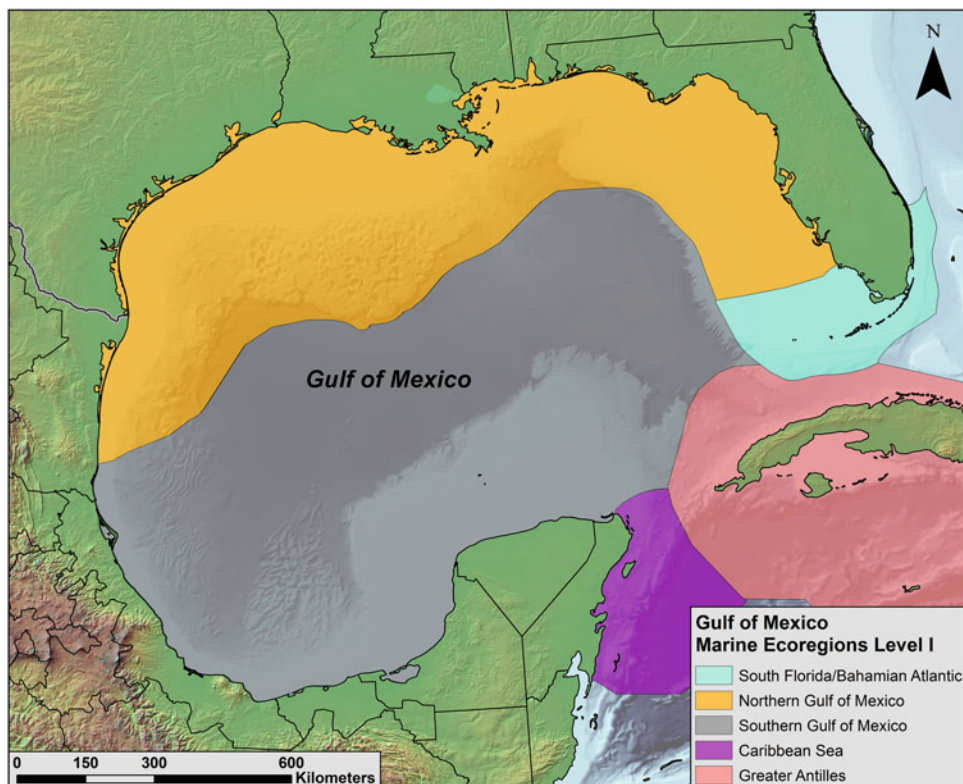 N
Gulf of Mexico
Gulf of Mexico
Marine Ecoregions Level I
South Florida/Bahamian Atlantic
Northern Gulf of Mexico
Southern Gulf of Mexico
Caribbean Sea
Greater Antilles
0 150 300 600
Kilometers